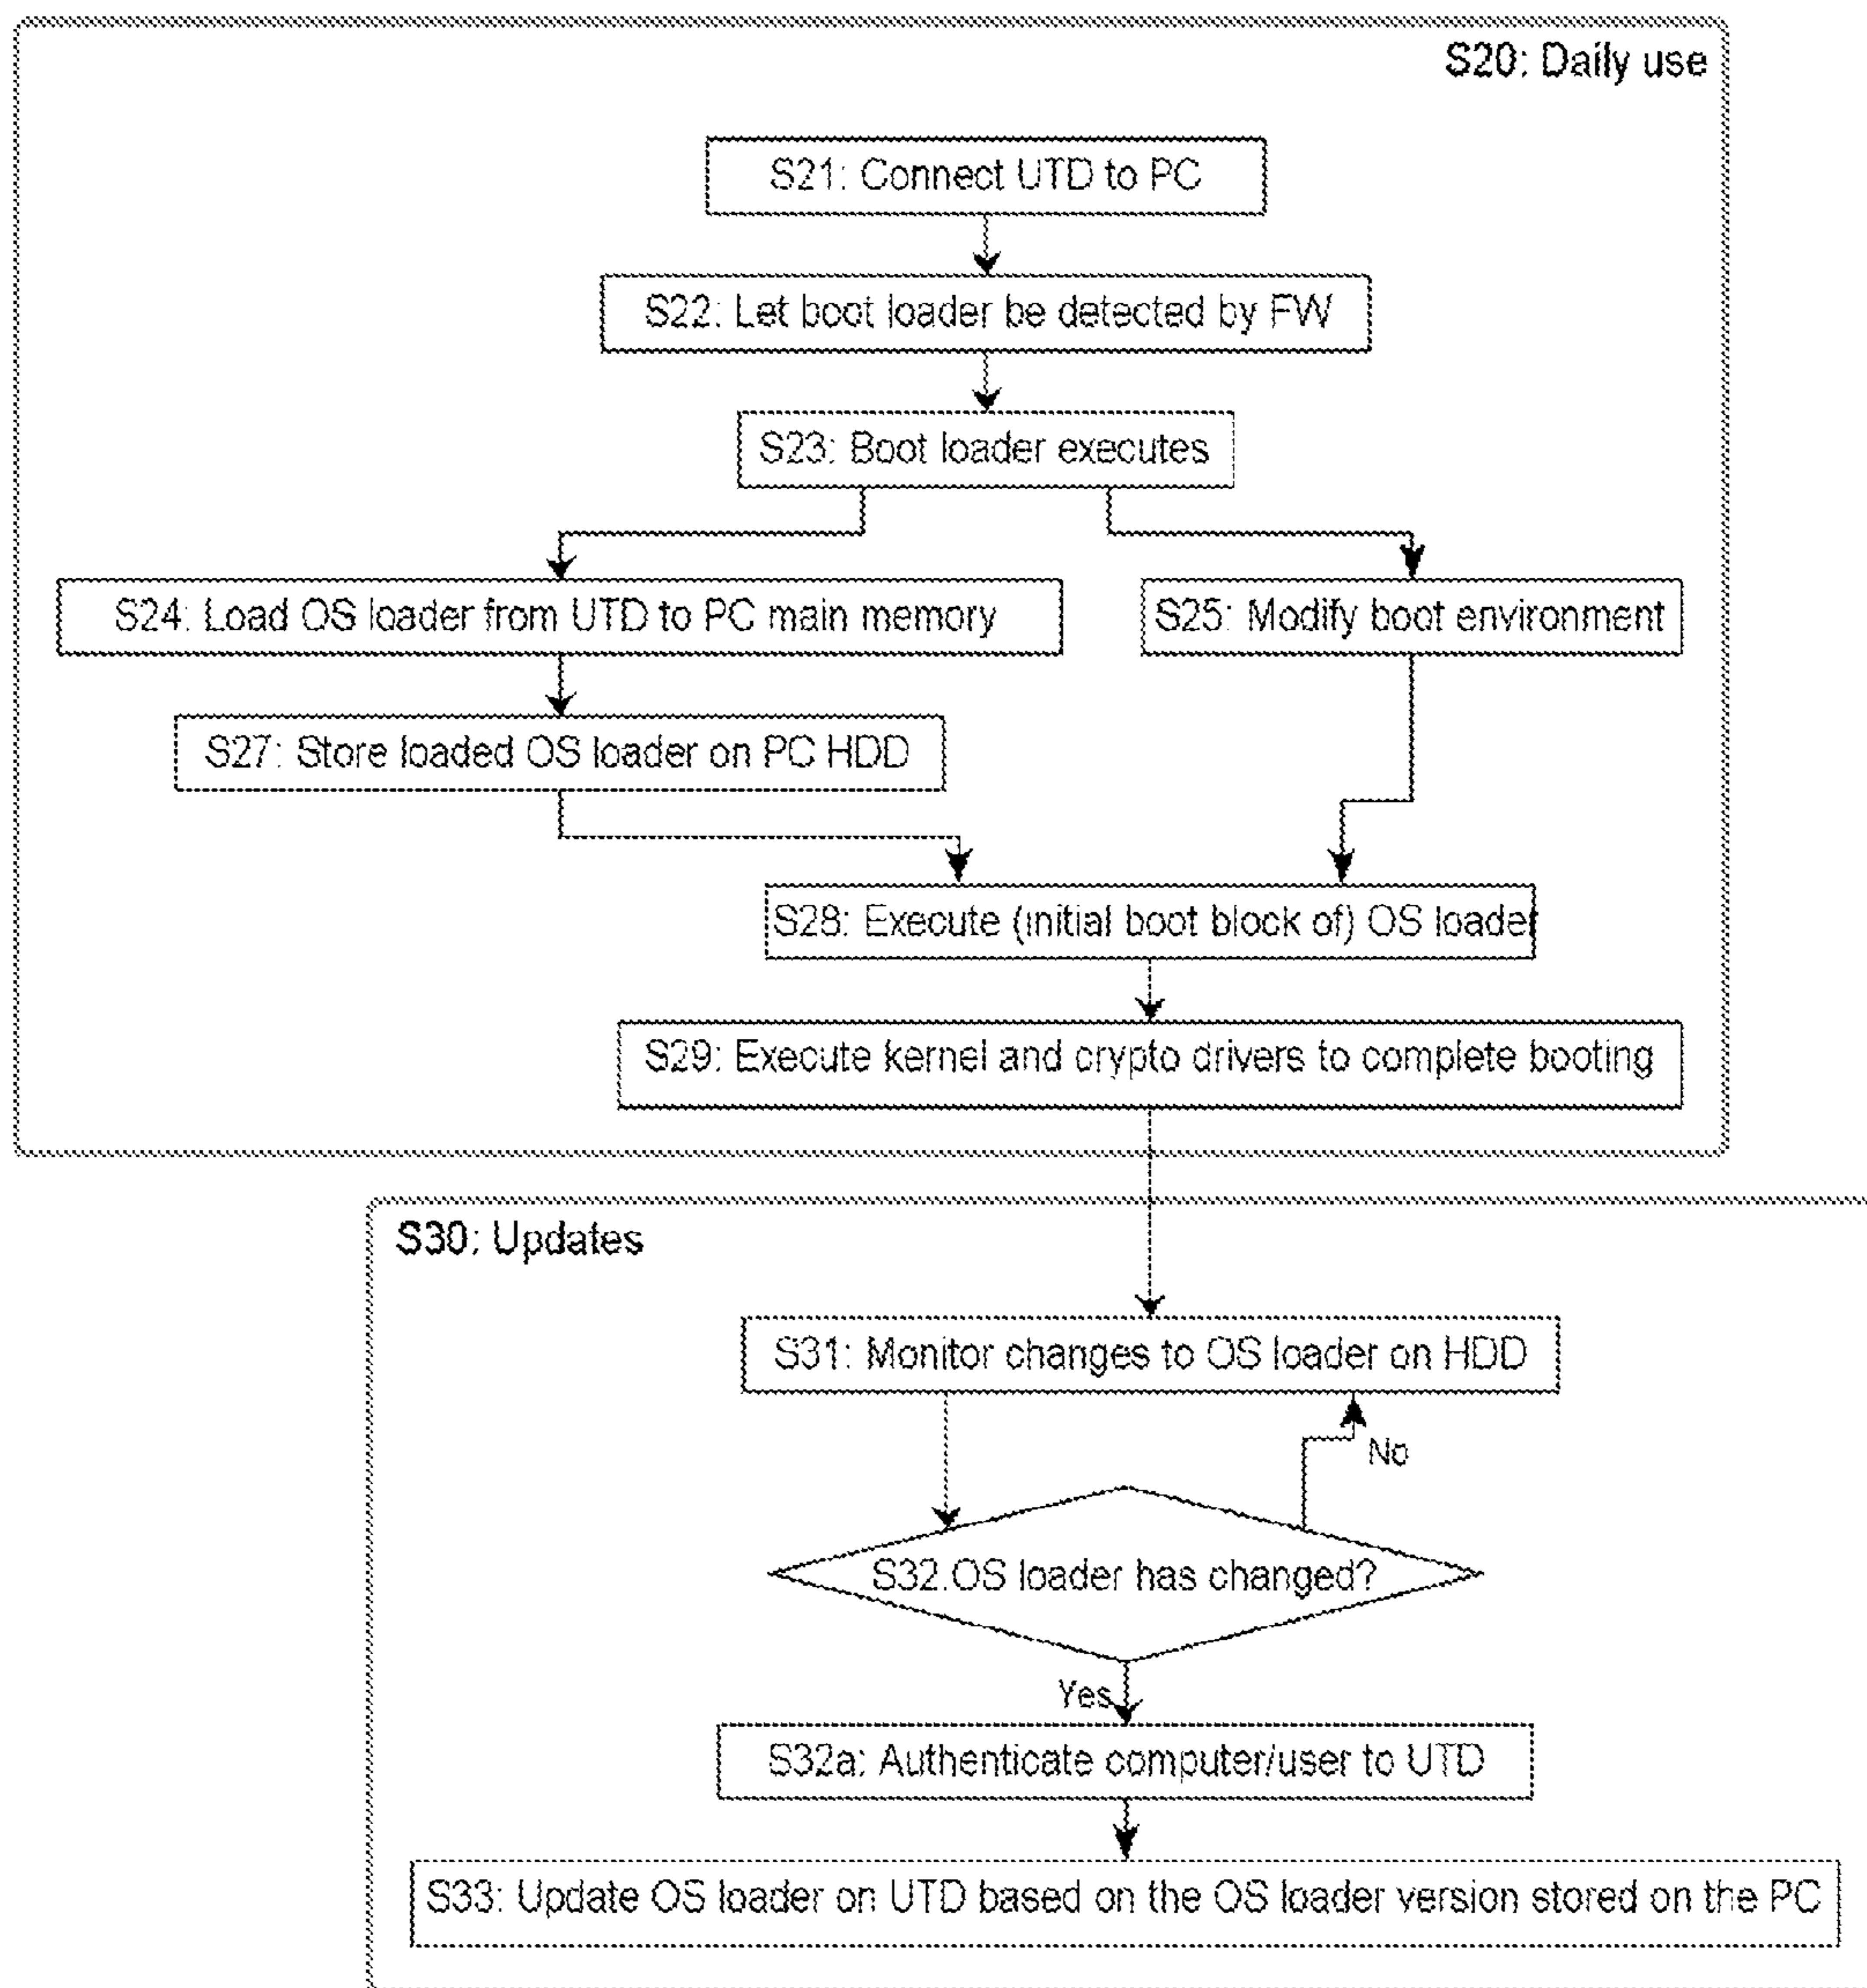 S20: Daily use
S21: Connect UTD to PC
S22: Let boot loader be detected by FW
S23: Boot loader executes
S24: Load OS loader from UTD to PC main memory
S25: Modify boot environment
S27: Store loaded OS loader on PC HDD
S28: Execute (initial boot block of) OS loader
S29: Execute kernel and crypto drivers to complete booting
S30: Updates
S31: Monitor changes to OS loader on HDD
No
S32.OS loader has changed?
Yes
S32a: Authenticate computer/user to UTD
S33: Update OS loader on UTD based on the OS loader version stored on the PC